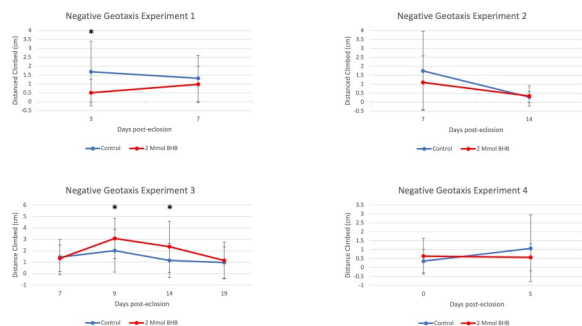 Negative Geotaxis Experiment 1
*
Distanced Climbed (cm)
4
3.5
3
2.5
2
1.5
1
0.5
0
-0.5
3 7
Days post-eclosion
Control 2 Mmol BHB
Negative Geotaxis Experiment 2
Distanced Climbed (cm)
4
3.5
3
2.5
2
1.5
1
0.5
0
-0.5
7 14
Days post-eclosion
Control 2 Mmol BHB
Negative Geotaxis Experiment 3
* *
Distance Climbed (cm)
6
5
4
3
2
1
0
-1
7 9 14 19
Days post-eclosion
Control 2 Mmol BHB
Negative Geotaxis Experiment 4
Distance Climbed (cm)
3.5
3
2.5
2
1.5
1
0.5
0
-0.5
-1
0 5
Days post-eclosion
Control 2 Mmol BHB